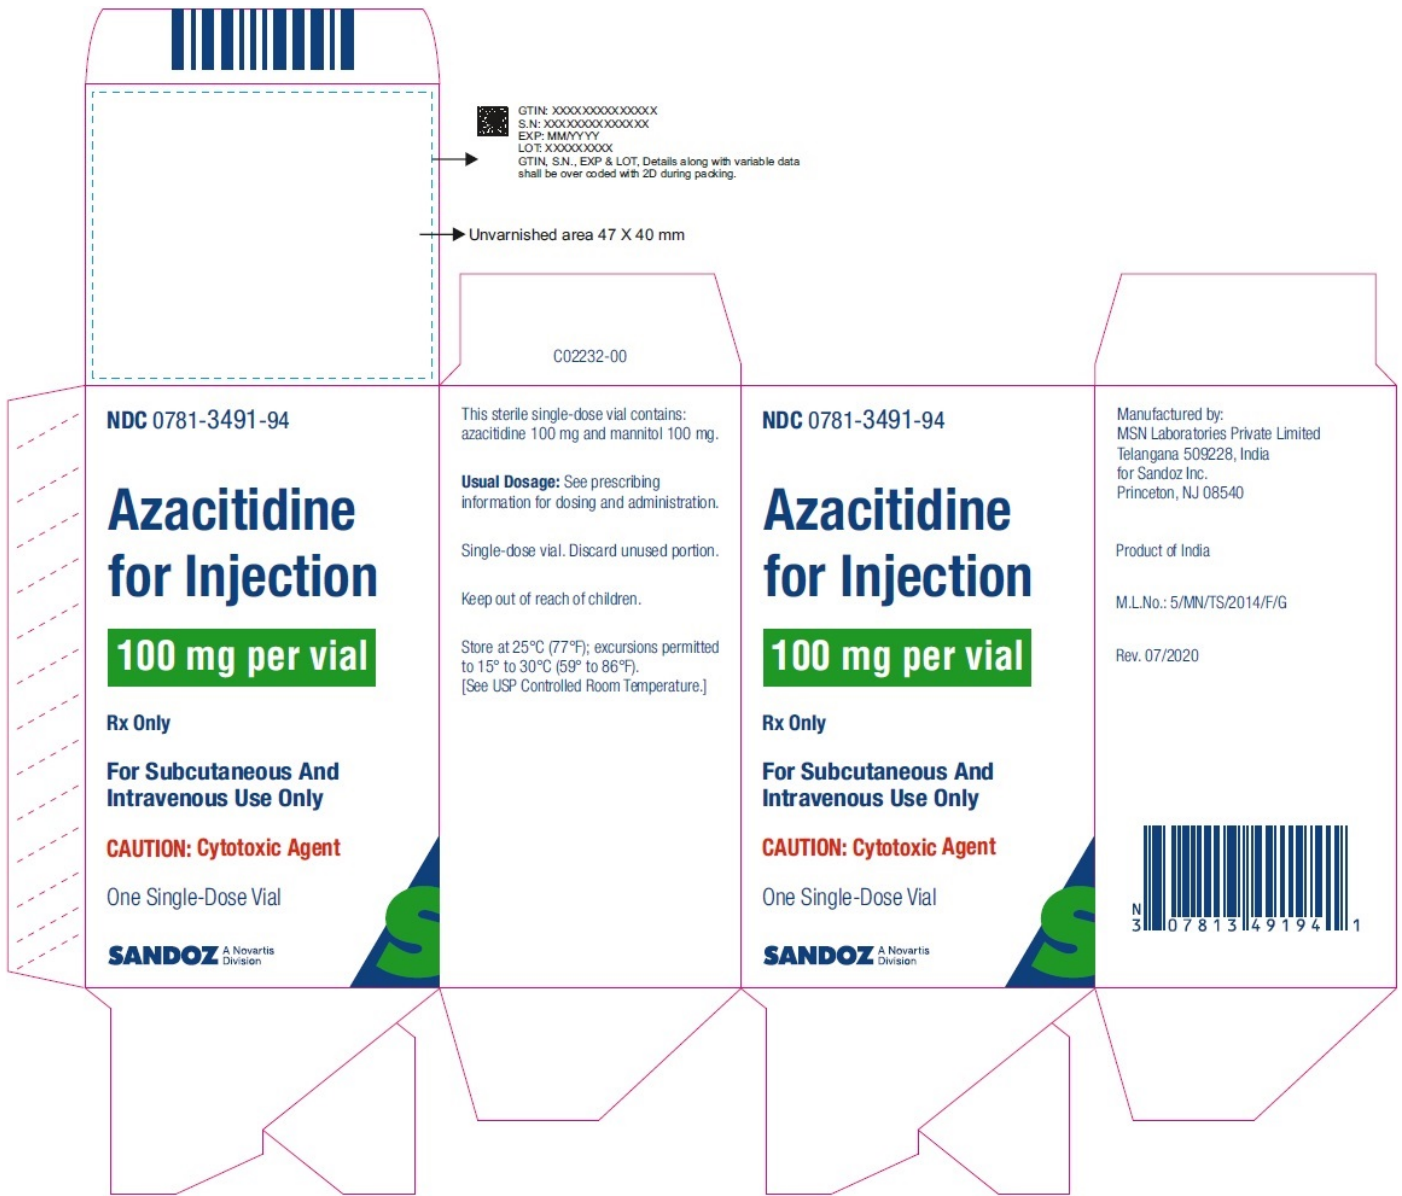 GTIN: XXXXXXXXXXXXXX
S.N: XXXXXXXXXXXXXX
EXP: MM/YYYY
LOT: XXXXXXXXX
GTIN, S.N., EXP & LOT, Details along with variable data
shall be over coded with 2D during packing.
Unvarnished area 47 X 40 mm
C02232-00
NDC 0781-3491-94
Azacitidine
for Injection
100 mg per vial
Rx Only
For Subcutaneous And
Intravenous Use Only
CAUTION: Cytotoxic Agent
One Single-Dose Vial
SANDOZ A Novartis
Division
S
This sterile single-dose vial contains:
azacitidine 100 mg and mannitol 100 mg.
Usual Dosage: See prescribing
information for dosing and administration.
Single-dose vial. Discard unused portion.
Keep out of reach of children.
Store at 25°C (77°F); excursions permitted
to 15° to 30°C (59° to 86°F).
[See USP Controlled Room Temperature.]
NDC 0781-3491-94
Azacitidine
for Injection
100 mg per vial
Rx Only
For Subcutaneous And
Intravenous Use Only
CAUTION: Cytotoxic Agent
One Single-Dose Vial
SANDOZ A Novartis
Division
S
Manufactured by:
MSN Laboratories Private Limited
Telangana 509228, India
for Sandoz Inc.
Princeton, NJ 08540
Product of India
M.L.No.: 5/MN/TS/2014/F/G
Rev. 07/2020
N
3 07813 49194 1